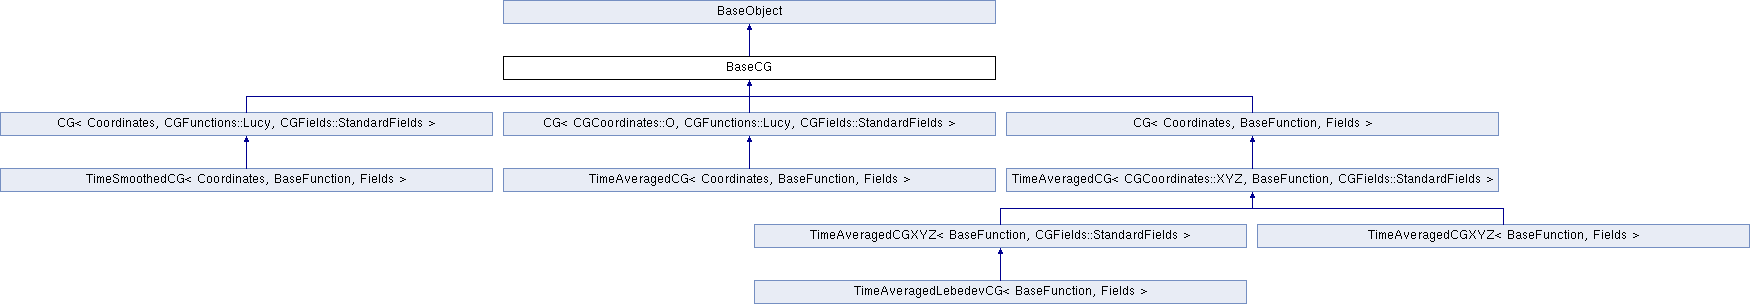 BaseObject
BaseCG
CG< Coordinates, CGFunctions::Lucy, CGFields::StandardFields >
CG< CGCoordinates::O, CGFunctions::Lucy, CGFields::StandardFields >
CG< Coordinates, BaseFunction, Fields >
TimeSmoothedCG< Coordinates, BaseFunction, Fields >
TimeAveragedCG< Coordinates, BaseFunction, Fields >
TimeAveragedCG< CGCoordinates::XYZ, BaseFunction, CGFields::StandardFields >
TimeAveragedCGXYZ< BaseFunction, CGFields::StandardFields >
TimeAveragedCGXYZ< BaseFunction, Fields >
TimeAveragedLebedevCG< BaseFunction, Fields >